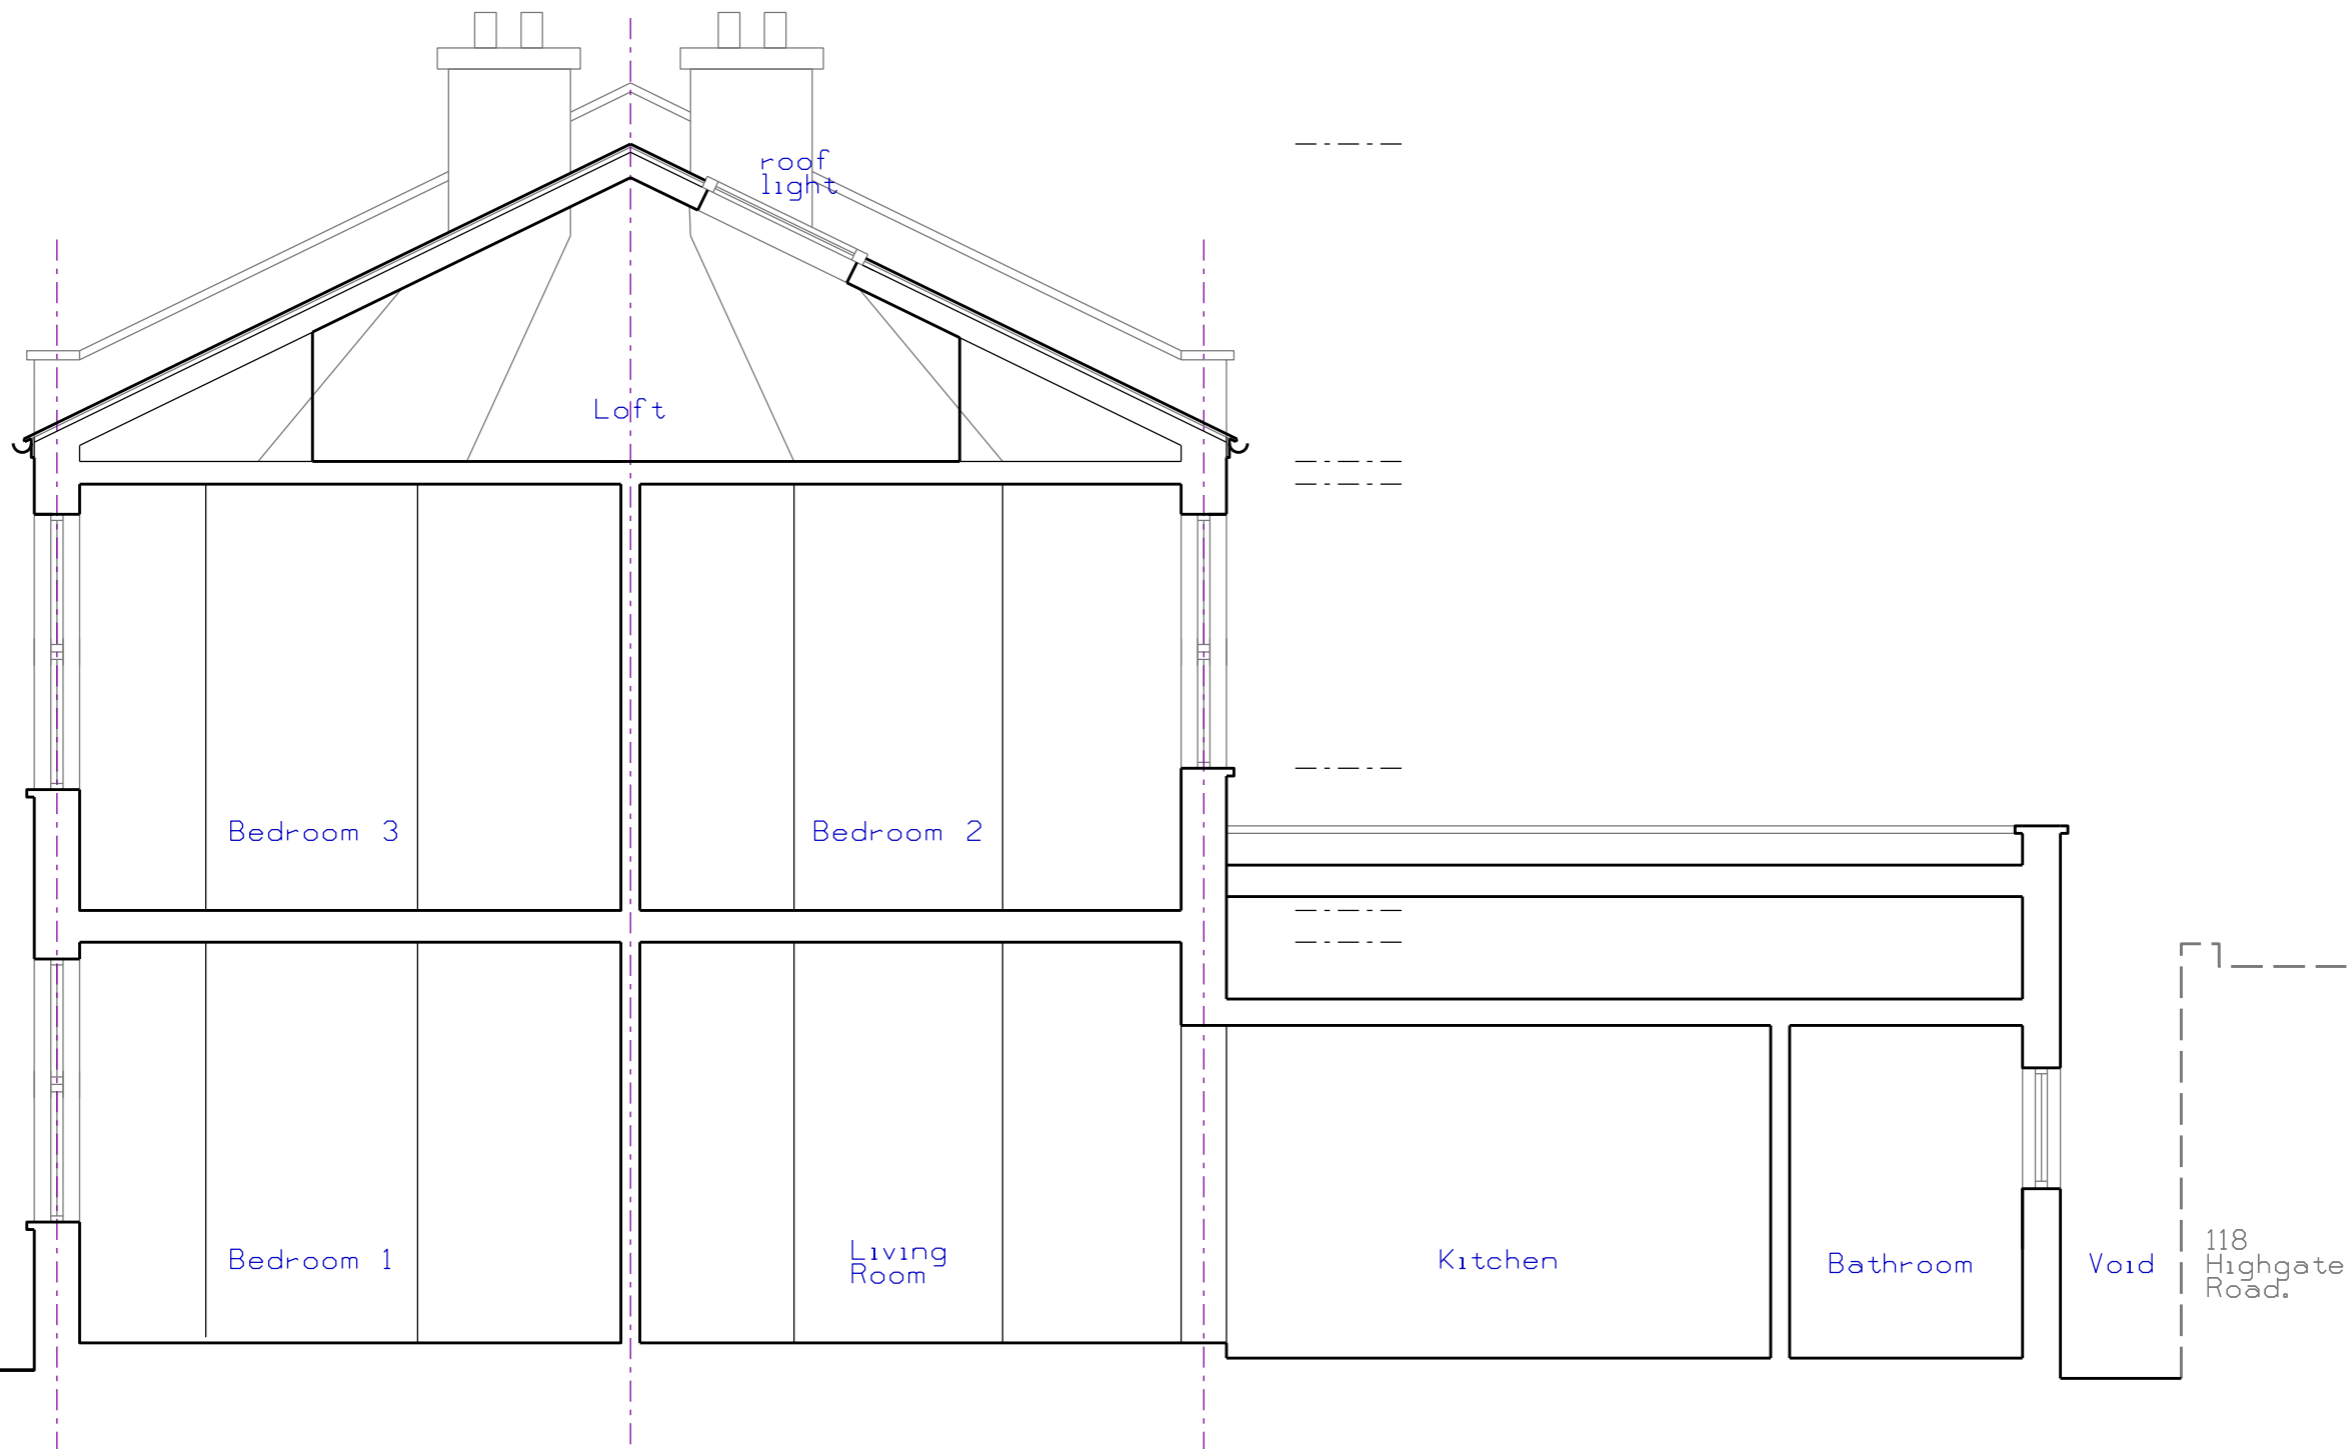 roof
light
Loft
Bedroom 3
Bedroom 2
Bedroom 1
Living
Room
Kitchen
Bathroom
Void
118
Highgate
Road.